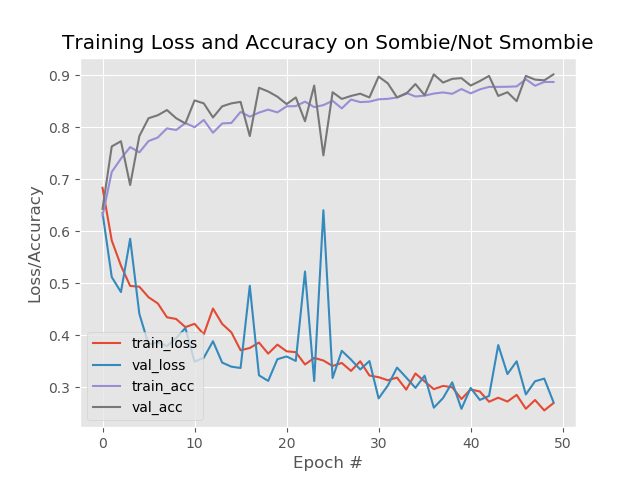 Training Loss and Accuracy on Sombie/Not Smombie
0.9
0.8
0.7
0.6
0.5
0.4
0.3
Loss/Accuracy
train_loss
val_loss
train_acc
val_acc
0
10
20
30
40
50
Epoch #